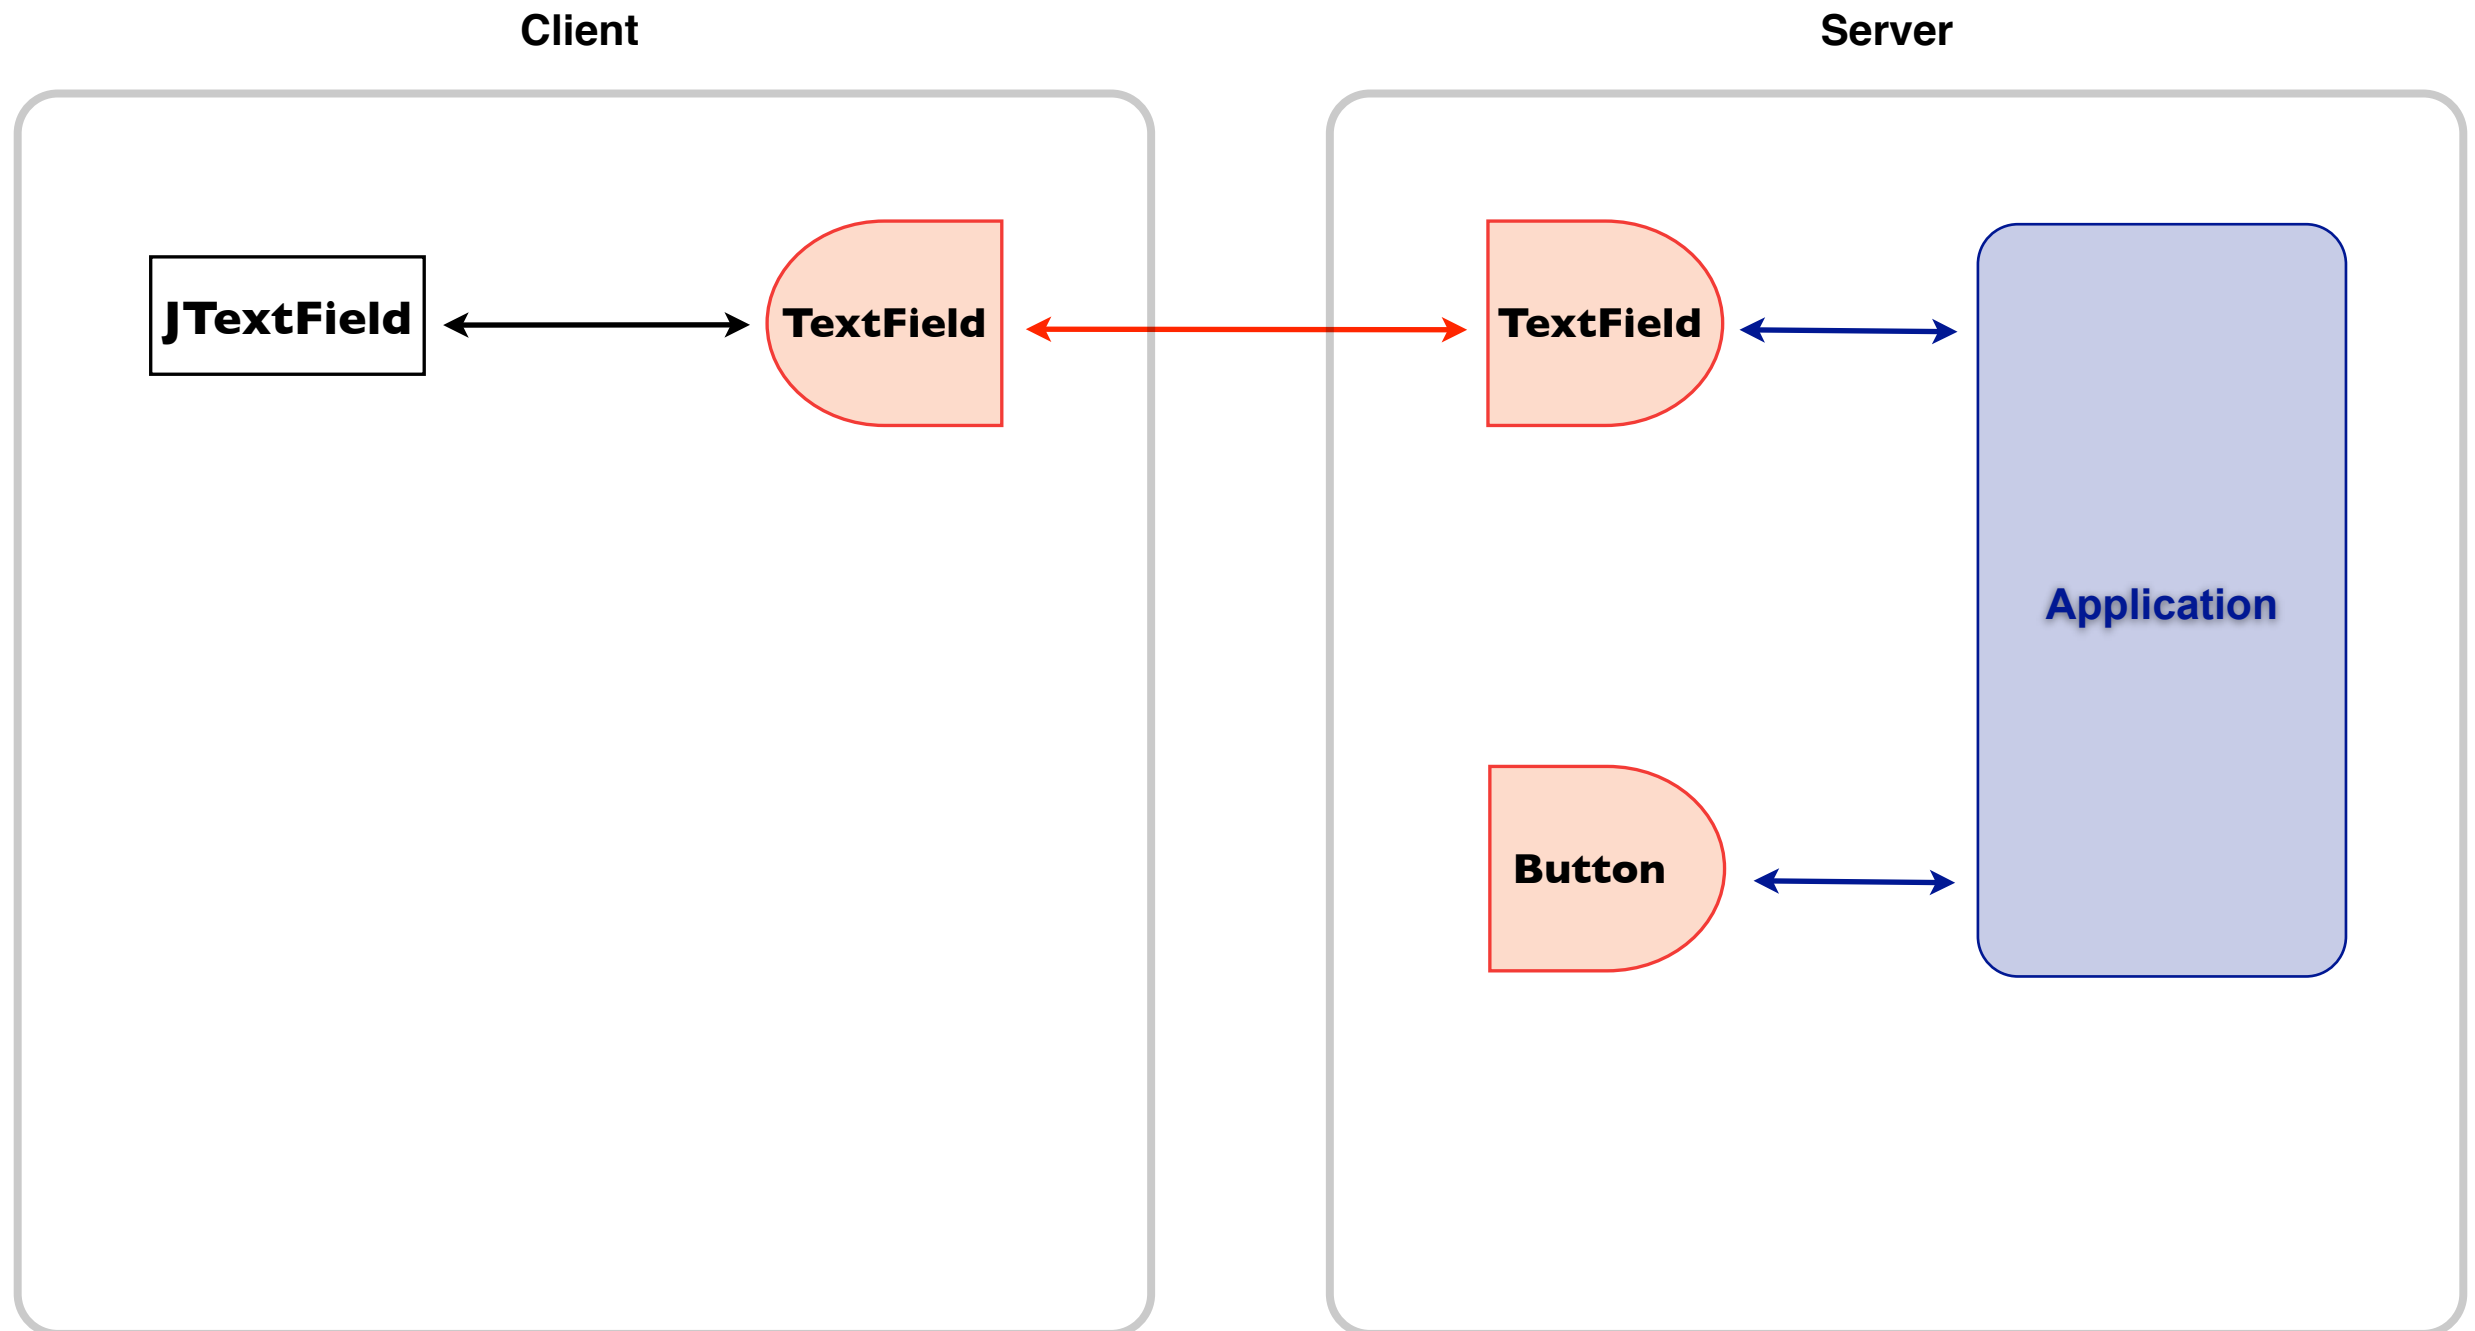 Client
Server
JTextField
TextField
TextField
Application
Button